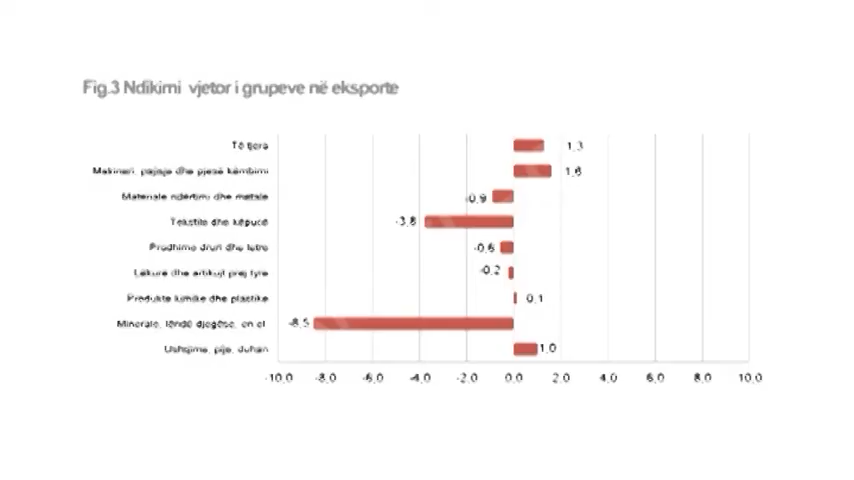 Fig.3 Ndikimi vjetor i grupeve në eksporte
Të tjera 1,3
Makineri, pajisje dhe pjesë këmbimi 1,6
Materiale ndërtimi dhe metale -0,9
Tekstile dhe këpucë -3,8
Prodhime druri dhe letre -0,6
Lëkurë dhe artikuj prej tyre -0,2
Produkte kimike dhe plastike 0,1
Minerale, lëndë djegëse, en.el. -8,5
Ushqime, pije, duhan 1,0
-10,0 -8,0 -6,0 -4,0 -2,0 0,0 2,0 4,0 6,0 8,0 10,0